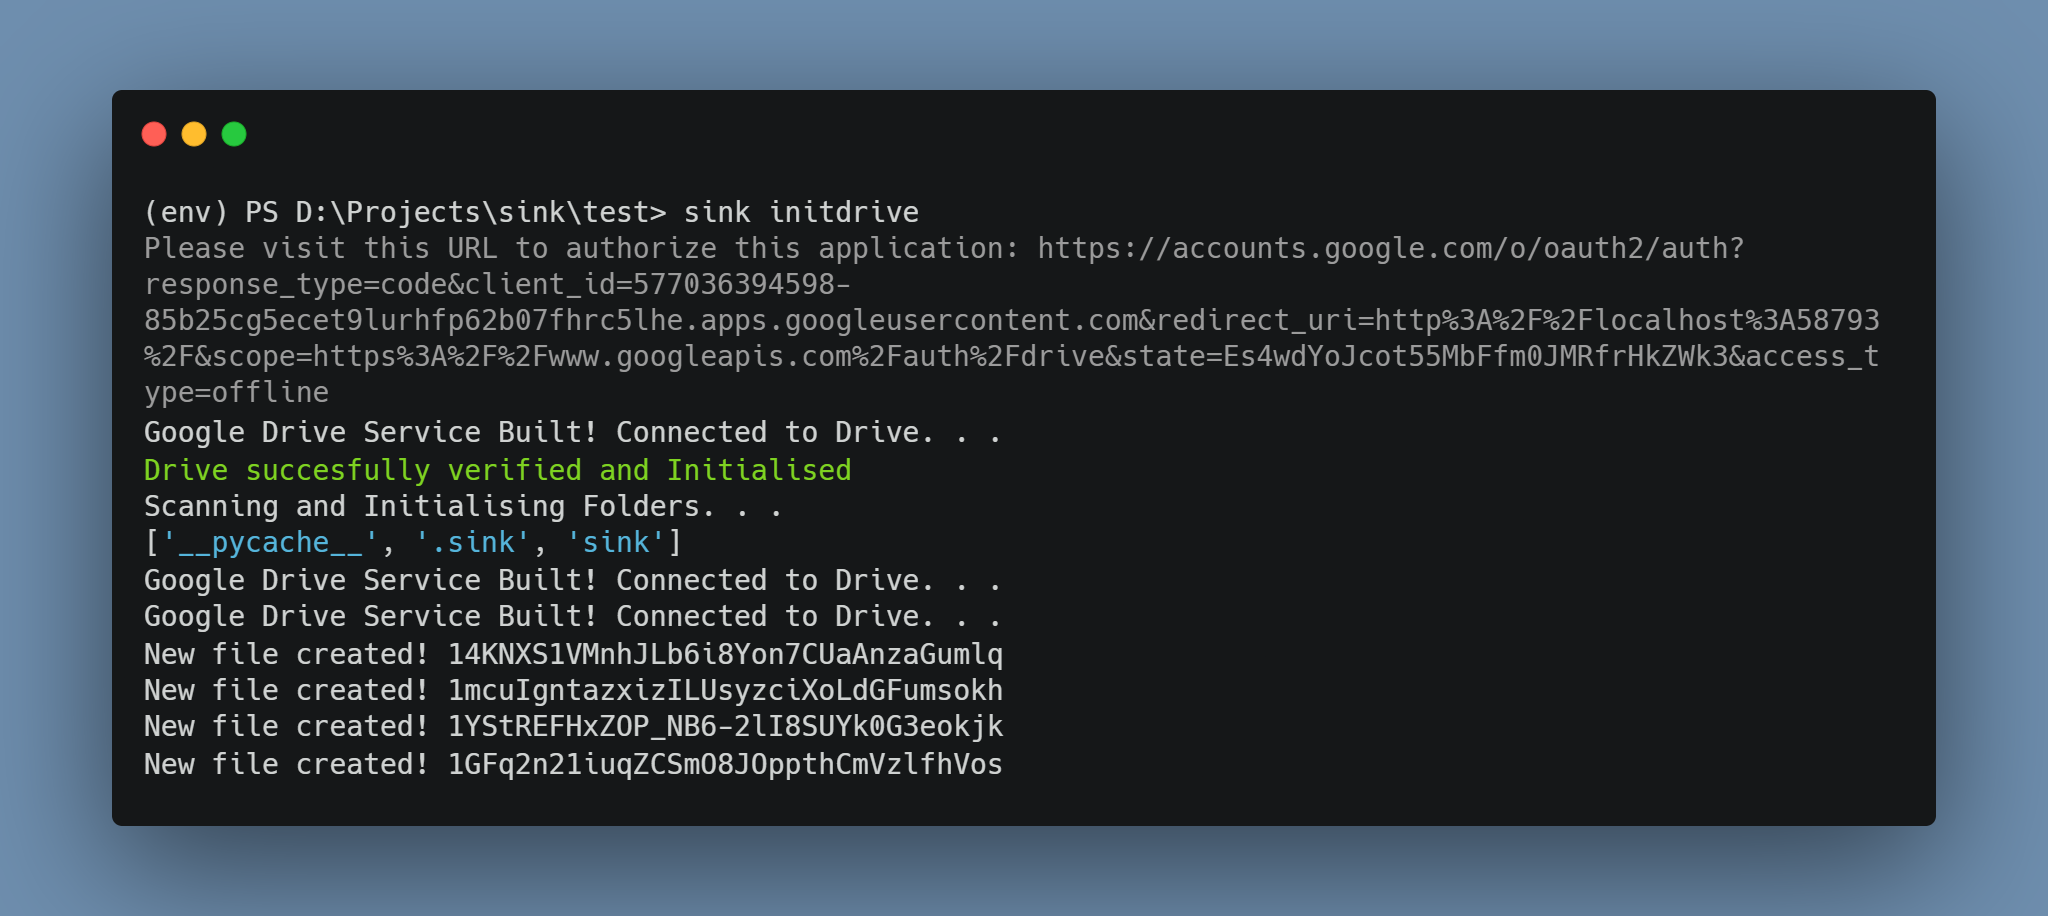 (env) PS D:\Projects\sink\test> sink initdrive
Please visit this URL to authorize this application: https://accounts.google.com/o/oauth2/auth?
response_type=code&client_id=577036394598-
85b25cg5ecet9lurhfp62b07fhrc5lhe.apps.googleusercontent.com&redirect_uri=http%3A%2F%2Flocalhost%3A58793
%2F&scope=https%3A%2F%2Fwww.googleapis.com%2Fauth%2Fdrive&state=Es4wdYoJcot55MbFfm0JMRfrHkZWk3&access_t
ype=offline
Google Drive Service Built! Connected to Drive. . .
Drive succesfully verified and Initialised
Scanning and Initialising Folders. . .
['__pycache__', '.sink', 'sink']
Google Drive Service Built! Connected to Drive. . .
Google Drive Service Built! Connected to Drive. . .
New file created! 14KNXS1VMnhJLb6i8Yon7CUaAnzaGumlq
New file created! 1mcuIgntazxizILUsyzciXoLdGFumsokh
New file created! 1YStREFHxZOP_NB6-2lI8SUYk0G3eokjk
New file created! 1GFq2n21iuqZCSmO8JOppthCmVzlfhVos